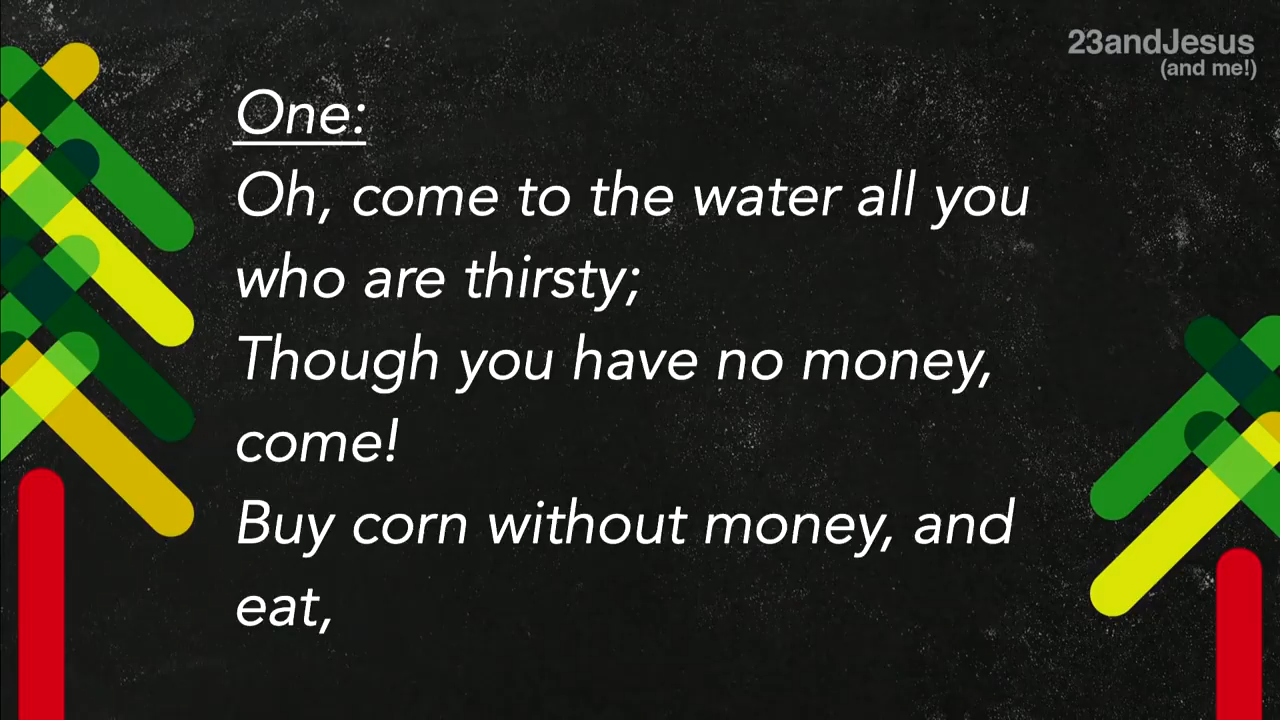 23andJesus
(and me!)
One:
Oh, come to the water all you
who are thirsty;
Though you have no money,
come!
Buy corn without money, and
eat,